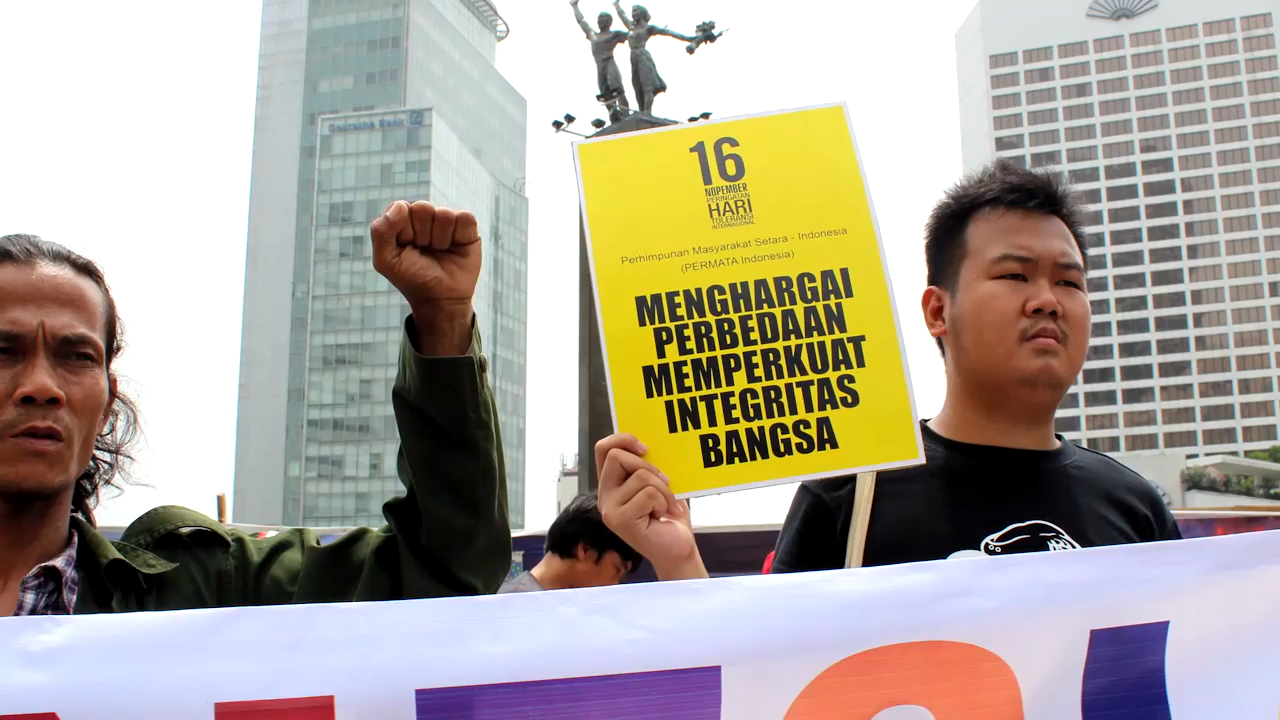 Deutsche Bank
16
NOPEMBER
PERINGATAN
HARI
TOLERANSI
INTERNASIONAL
Perhimpunan Masyarakat Setara - Indonesia
(PERMATA Indonesia)
MENGHARGAI
PERBEDAAN
MEMPERKUAT
INTEGRITAS
BANGSA